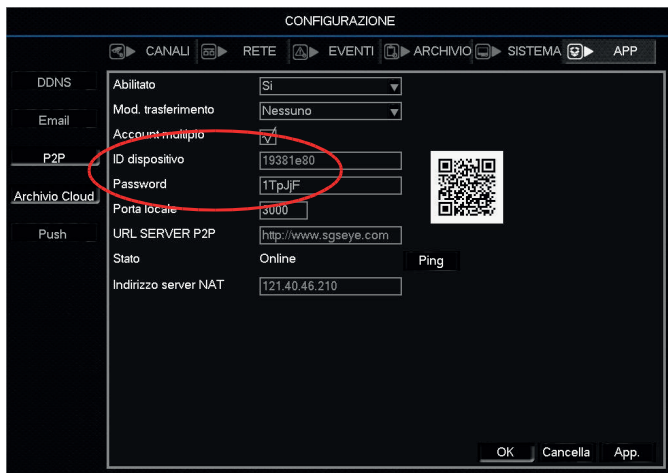 CONFIGURAZIONE
CANALI RETE EVENTI ARCHIVIO SISTEMA APP
DDNS
Email
P2P
Archivio Cloud
Push
Abilitato Si
Mod. trasferimento Nessuno
Account multiplo
ID dispositivo 19381e80
Password 1TpJjF
Porta locale 3000
URL SERVER P2P http://www.sgseye.com
Stato Online Ping
Indirizzo server NAT 121.40.46.210
OK Cancella App.